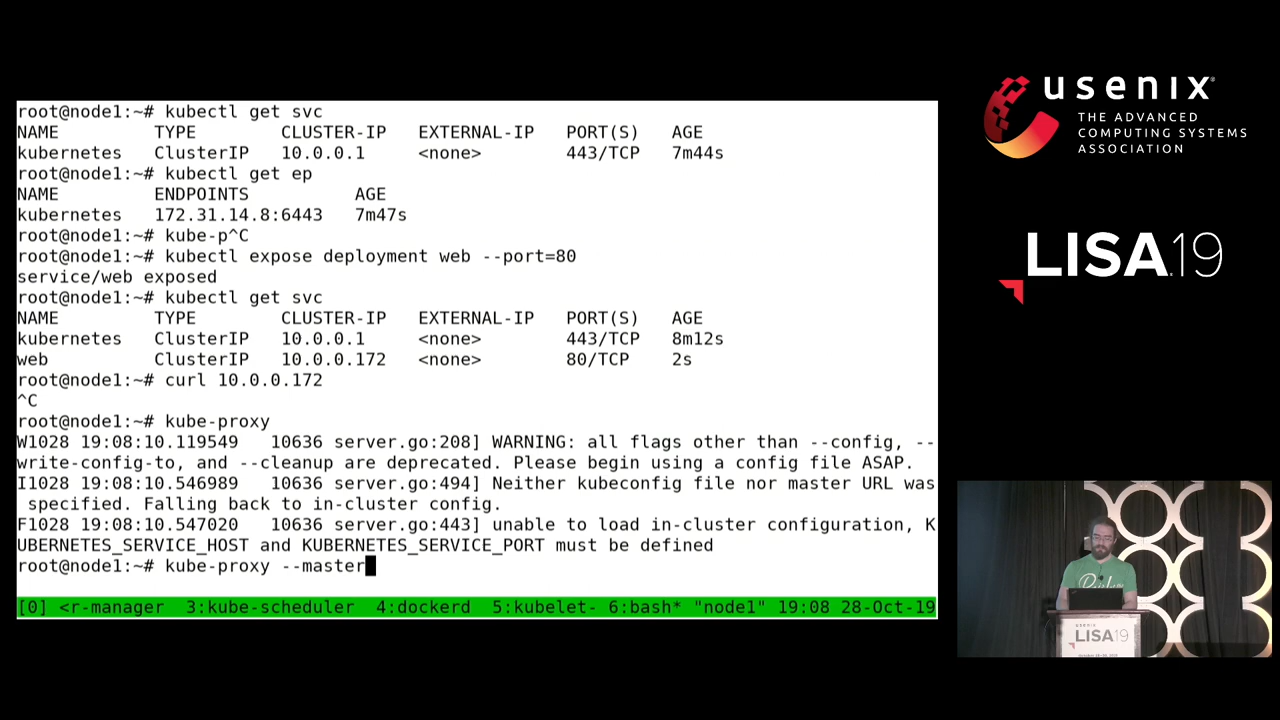 root@node1:~# kubectl get svc
NAME TYPE CLUSTER-IP EXTERNAL-IP PORT(S) AGE
kubernetes ClusterIP 10.0.0.1 <none> 443/TCP 7m44s
root@node1:~# kubectl get ep
NAME ENDPOINTS AGE
kubernetes 172.31.14.8:6443 7m47s
root@node1:~# kube-p^C
root@node1:~# kubectl expose deployment web --port=80
service/web exposed
root@node1:~# kubectl get svc
NAME TYPE CLUSTER-IP EXTERNAL-IP PORT(S) AGE
kubernetes ClusterIP 10.0.0.1 <none> 443/TCP 8m12s
web ClusterIP 10.0.0.172 <none> 80/TCP 2s
root@node1:~# curl 10.0.0.172
^C
root@node1:~# kube-proxy
W1028 19:08:10.119549 10636 server.go:208] WARNING: all flags other than --config, --
write-config-to, and --cleanup are deprecated. Please begin using a config file ASAP.
I1028 19:08:10.546989 10636 server.go:494] Neither kubeconfig file nor master URL was
specified. Falling back to in-cluster config.
F1028 19:08:10.547020 10636 server.go:443] unable to load in-cluster configuration, K
UBERNETES_SERVICE_HOST and KUBERNETES_SERVICE_PORT must be defined
root@node1:~# kube-proxy --master
[0] <r-manager 3:kube-scheduler 4:dockerd 5:kubelet- 6:bash* "node1" 19:08 28-Oct-19
usenix
THE ADVANCED
COMPUTING SYSTEMS
ASSOCIATION
LISA.19
usenix
LISA19